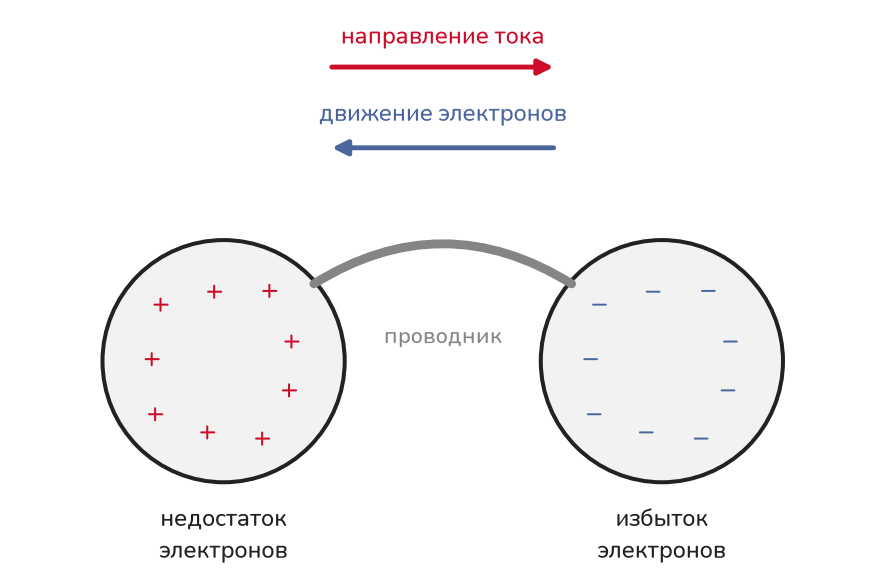 направление тока
движение электронов
проводник
недостаток
электронов
избыток
электронов